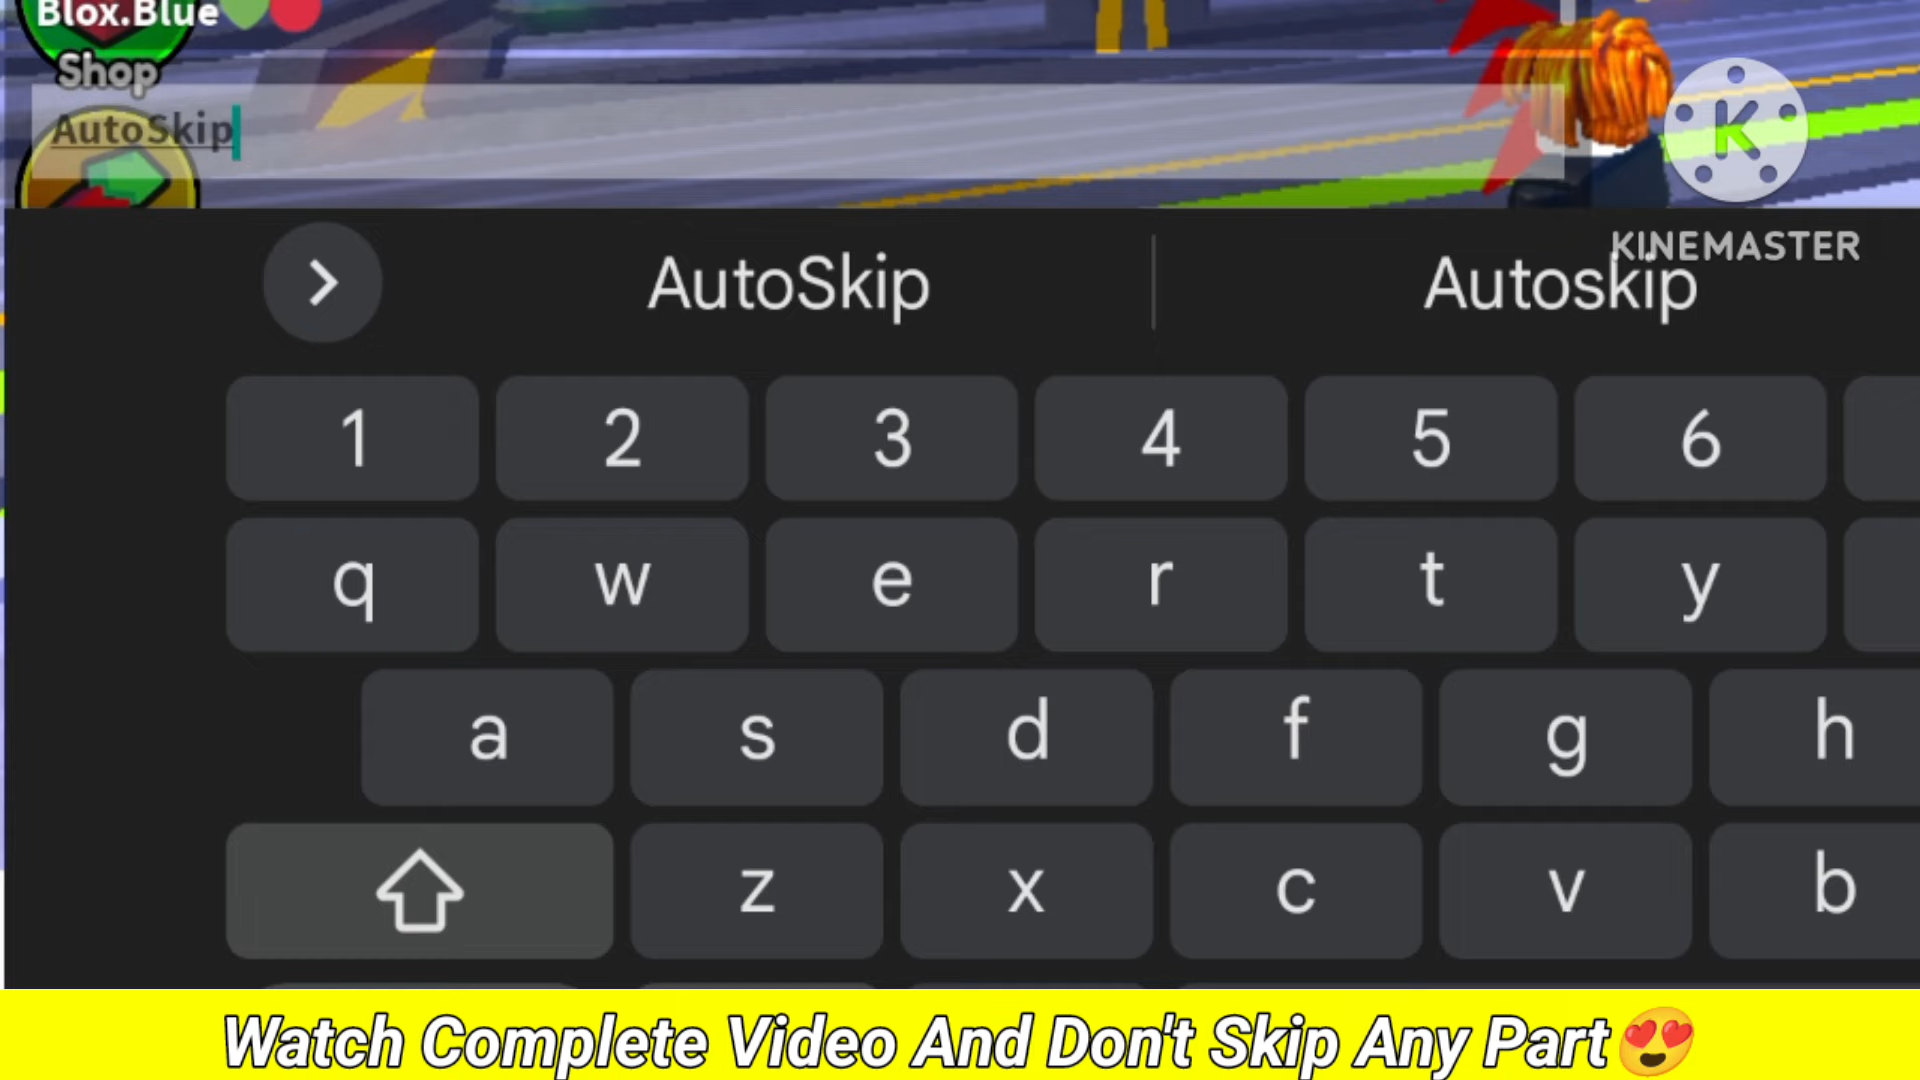 Blox.Blue
Shop
AutoSkip
KINEMASTER
AutoSkip Autoskip
1 2 3 4 5 6
q w e r t y
a s d f g h
z x c v b
Watch Complete Video And Don't Skip Any Part😍